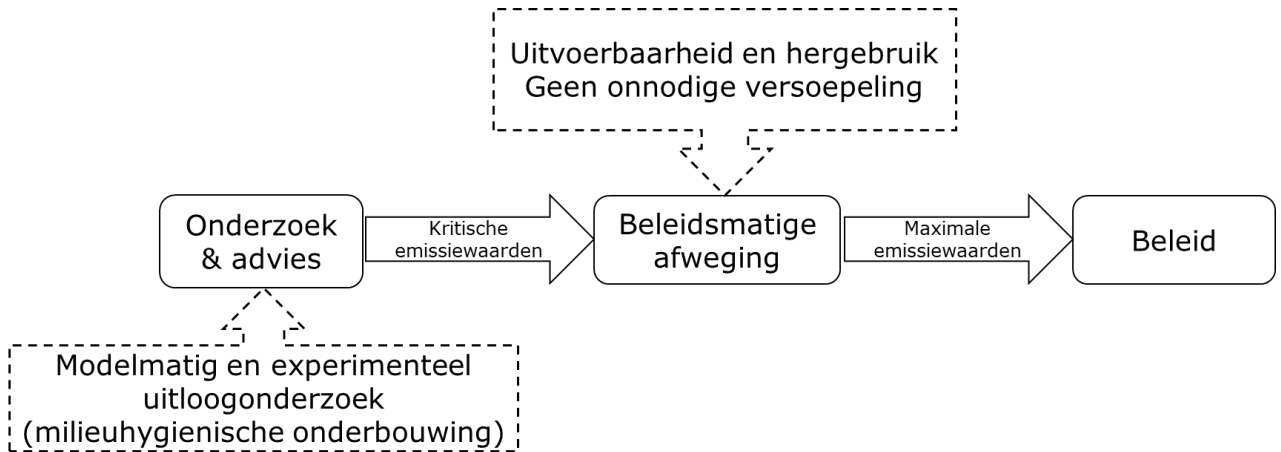 Uitvoerbaarheid en hergebruik
Geen onnodige versoepeling
Onderzoek
& advies
Kritische
emissiewaarden
Beleidsmatige
afweging
Maximale
emissiewaarden
Beleid
Modelmatig en experimenteel
uitloogonderzoek
(milieuhygienische onderbouwing)